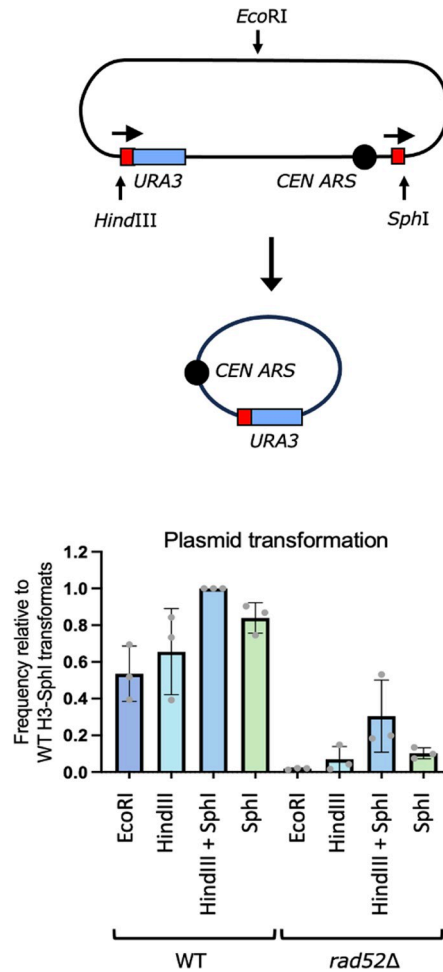 EcoRI
URA3
CEN ARS
HindIII
SphI
CEN ARS
URA3
Plasmid transformation
Frequency relative to
WT H3-SphI transformats
1.2
1.0
0.8
0.6
0.4
0.2
0.0
EcoRI
HindIII
HindIII + SphI
SphI
EcoRI
HindIII
HindIII + SphI
SphI
WT
rad52Δ